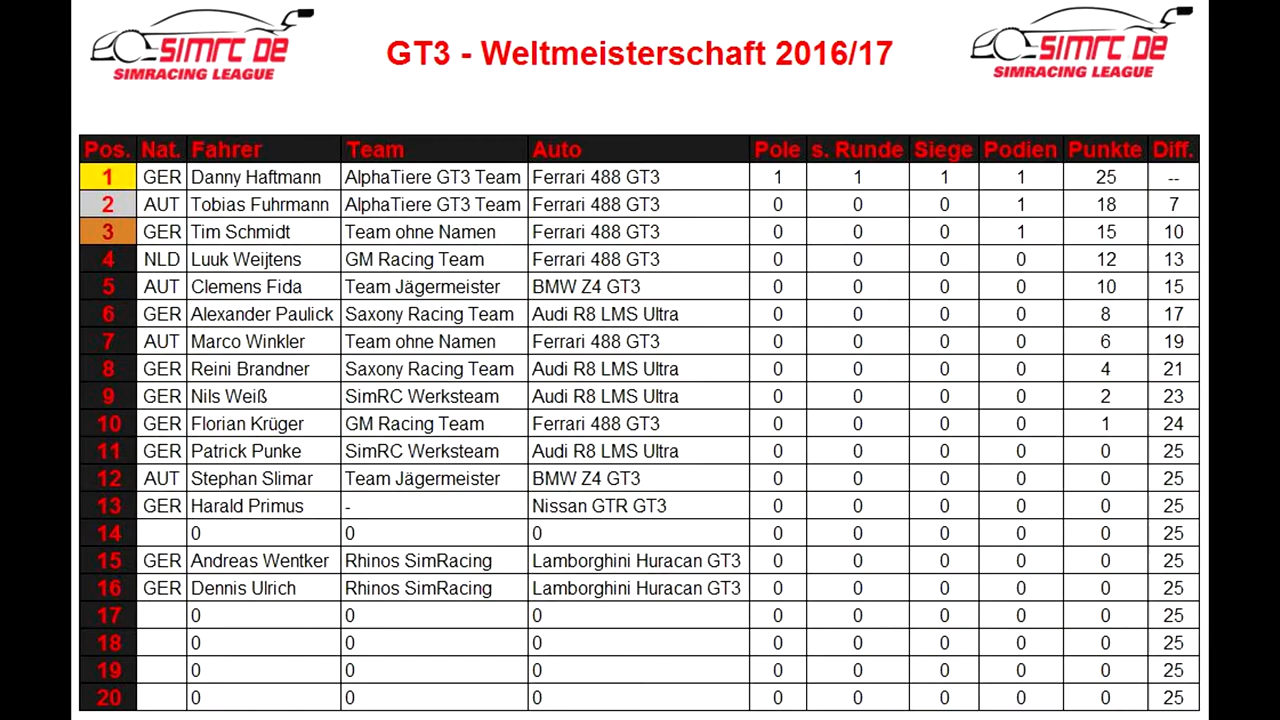 SIMRC DE
SIMRACING LEAGUE
GT3 - Weltmeisterschaft 2016/17
SIMRC DE
SIMRACING LEAGUE
Pos. Nat. Fahrer Team Auto Pole s. Runde Siege Podien Punkte Diff.
1 GER Danny Haftmann AlphaTiere GT3 Team Ferrari 488 GT3 1 1 1 1 25 --
2 AUT Tobias Fuhrmann AlphaTiere GT3 Team Ferrari 488 GT3 0 0 0 1 18 7
3 GER Tim Schmidt Team ohne Namen Ferrari 488 GT3 0 0 0 1 15 10
4 NLD Luuk Weijtens GM Racing Team Ferrari 488 GT3 0 0 0 0 12 13
5 AUT Clemens Fida Team Jägermeister BMW Z4 GT3 0 0 0 0 10 15
6 GER Alexander Paulick Saxony Racing Team Audi R8 LMS Ultra 0 0 0 0 8 17
7 AUT Marco Winkler Team ohne Namen Ferrari 488 GT3 0 0 0 0 6 19
8 GER Reini Brandner Saxony Racing Team Audi R8 LMS Ultra 0 0 0 0 4 21
9 GER Nils Weiß SimRC Werksteam Audi R8 LMS Ultra 0 0 0 0 2 23
10 GER Florian Krüger GM Racing Team Ferrari 488 GT3 0 0 0 0 1 24
11 GER Patrick Punke SimRC Werksteam Audi R8 LMS Ultra 0 0 0 0 0 25
12 AUT Stephan Slimar Team Jägermeister BMW Z4 GT3 0 0 0 0 0 25
13 GER Harald Primus - Nissan GTR GT3 0 0 0 0 0 25
14 0 0 0 0 0 0 0 0 25
15 GER Andreas Wentker Rhinos SimRacing Lamborghini Huracan GT3 0 0 0 0 0 25
16 GER Dennis Ulrich Rhinos SimRacing Lamborghini Huracan GT3 0 0 0 0 0 25
17 0 0 0 0 0 0 0 0 25
18 0 0 0 0 0 0 0 0 25
19 0 0 0 0 0 0 0 0 25
20 0 0 0 0 0 0 0 0 25